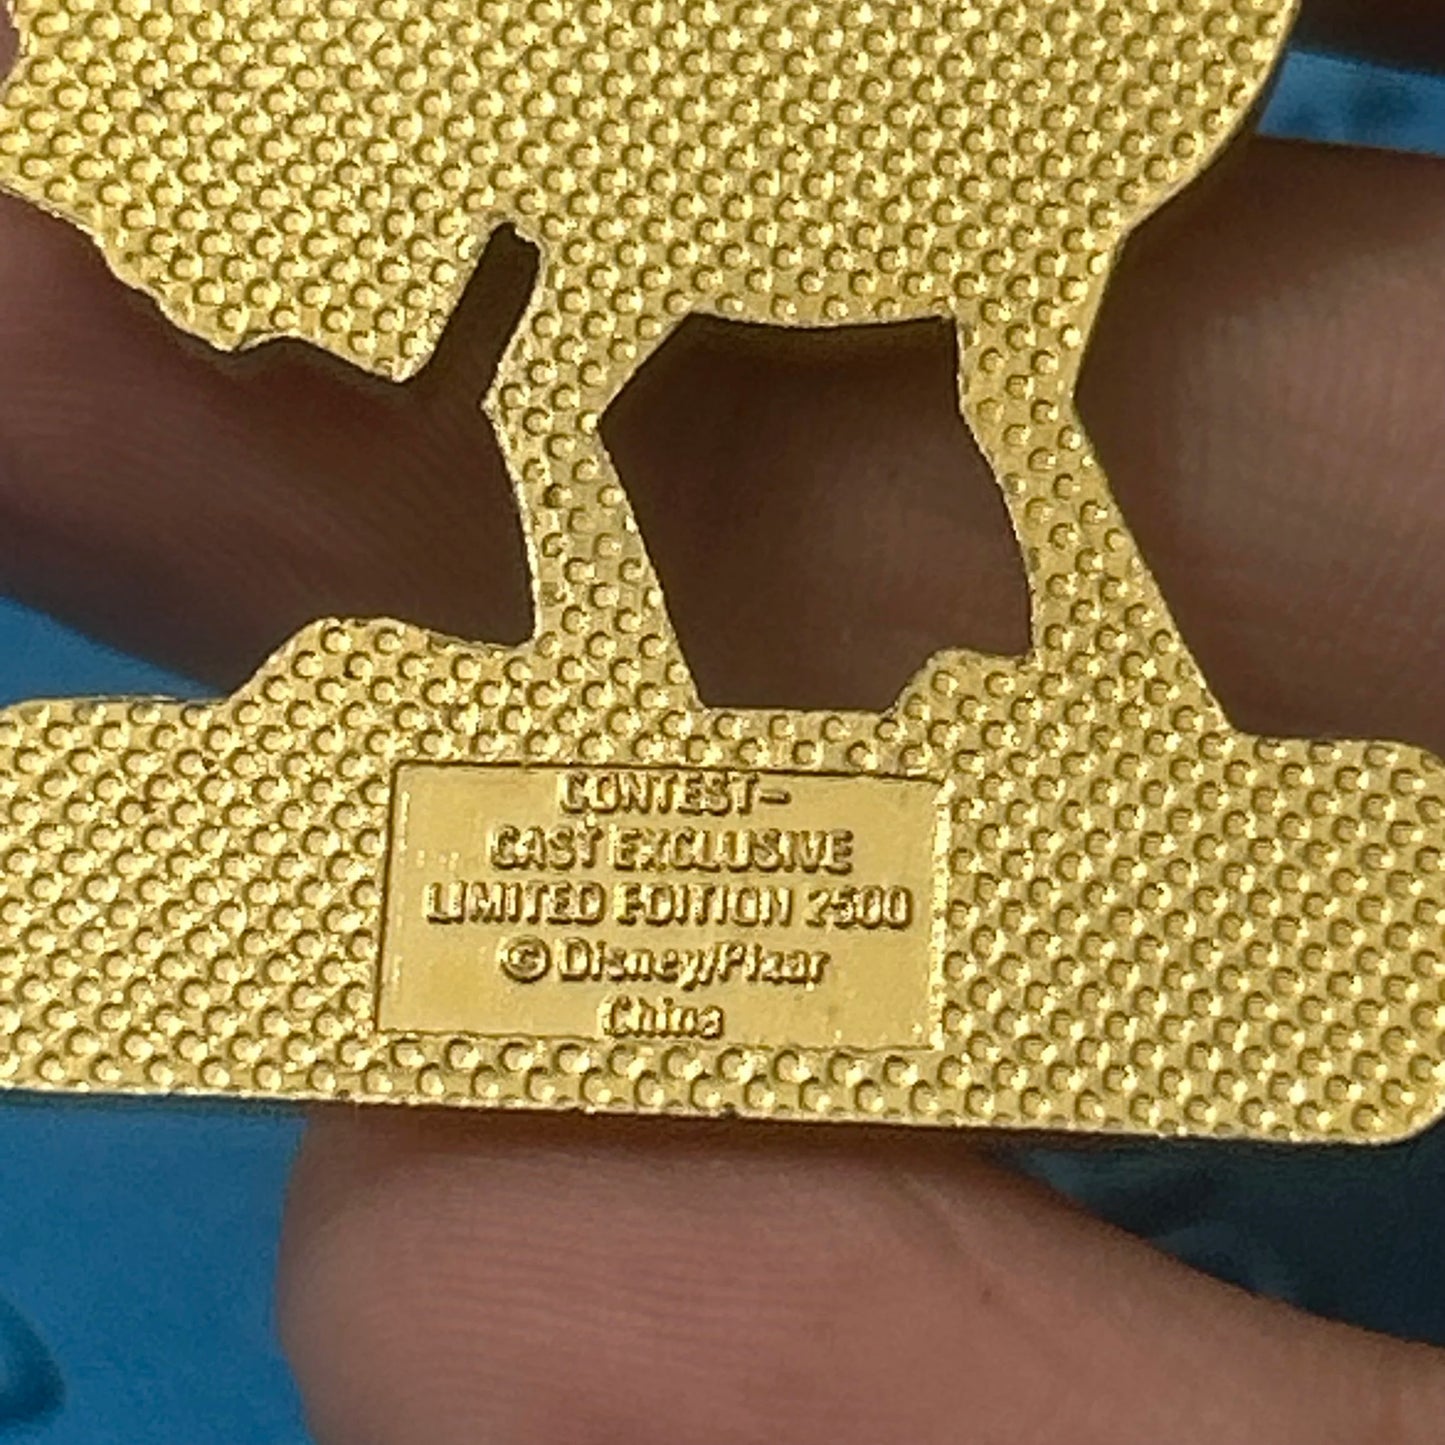 CONTEST-
CAST EXCLUSIVE
LIMITED EDITION 2500
© Disney/Pixar
China